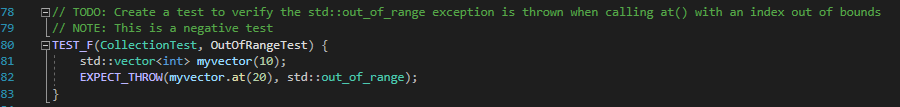 78 // TODO: Create a test to verify the std::out_of_range exception is thrown when calling at() with an index out of bounds
79 // NOTE: This is a negative test
80 TEST_F(CollectionTest, OutOfRangeTest) {
81 std::vector<int> myvector(10);
82 EXPECT_THROW(myvector.at(20), std::out_of_range);
83 }